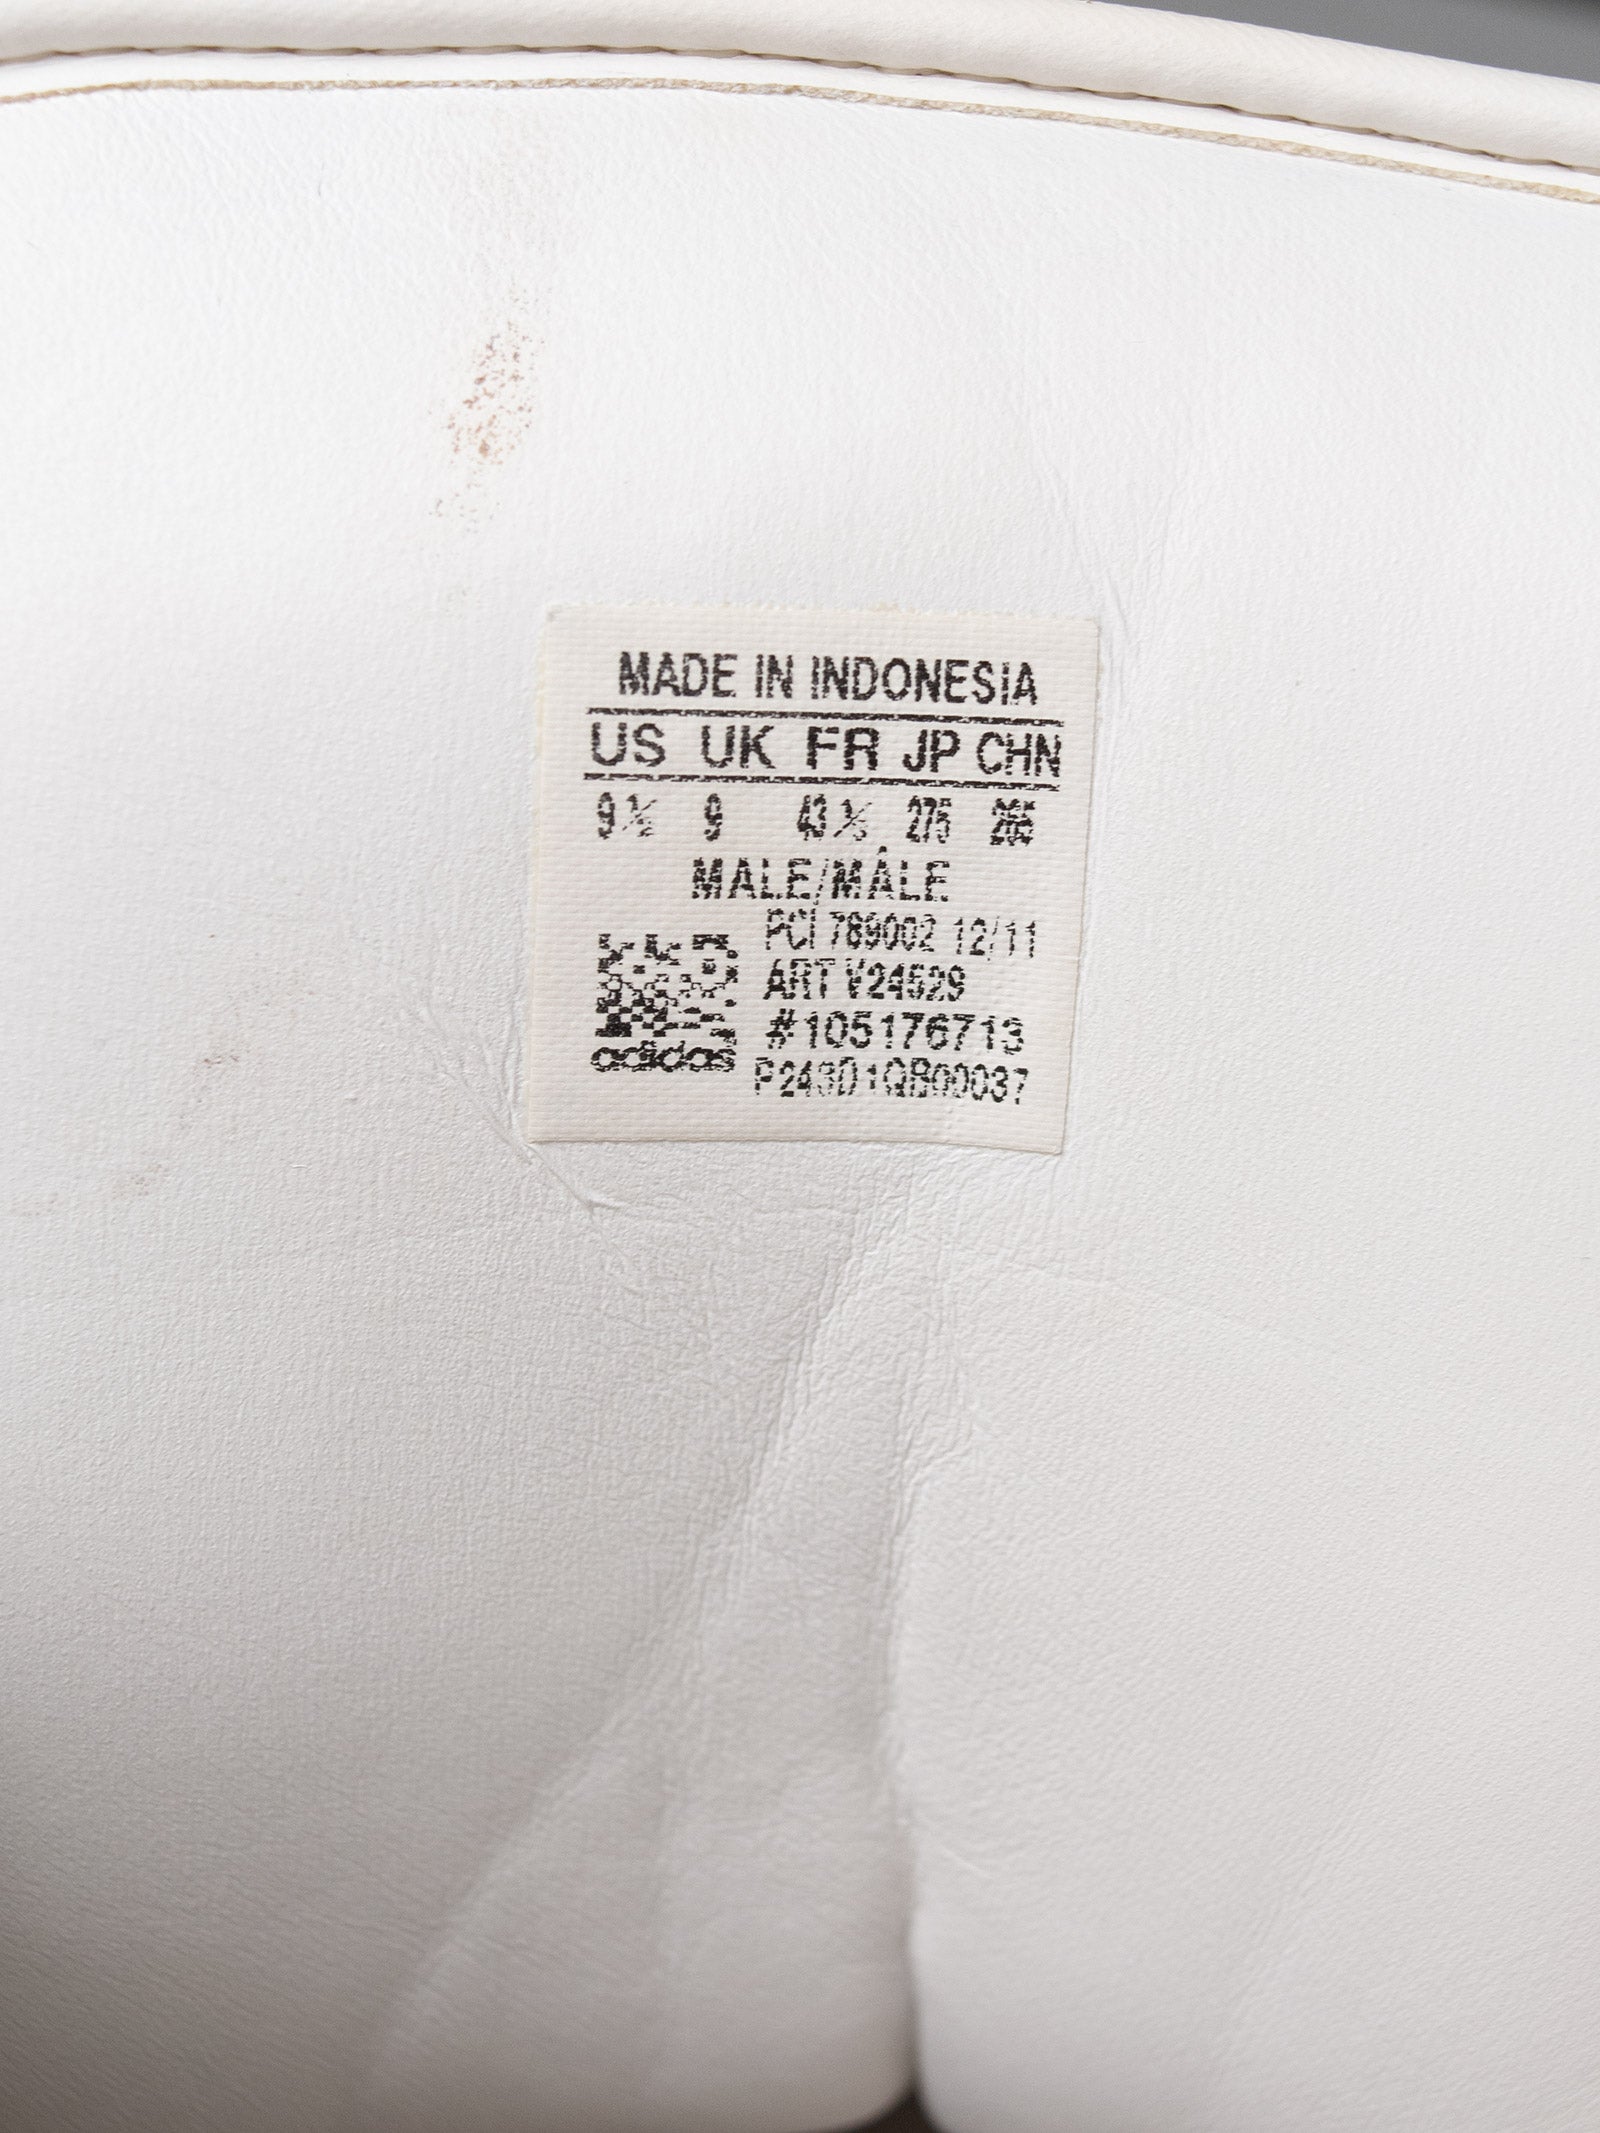 MADE IN INDONESIA
US UK FR JP CHN
9½ 9 43⅓ 275 265
MALE/MÂLE
PCI 789002 12/11
ART V24529
#105176713
adidas